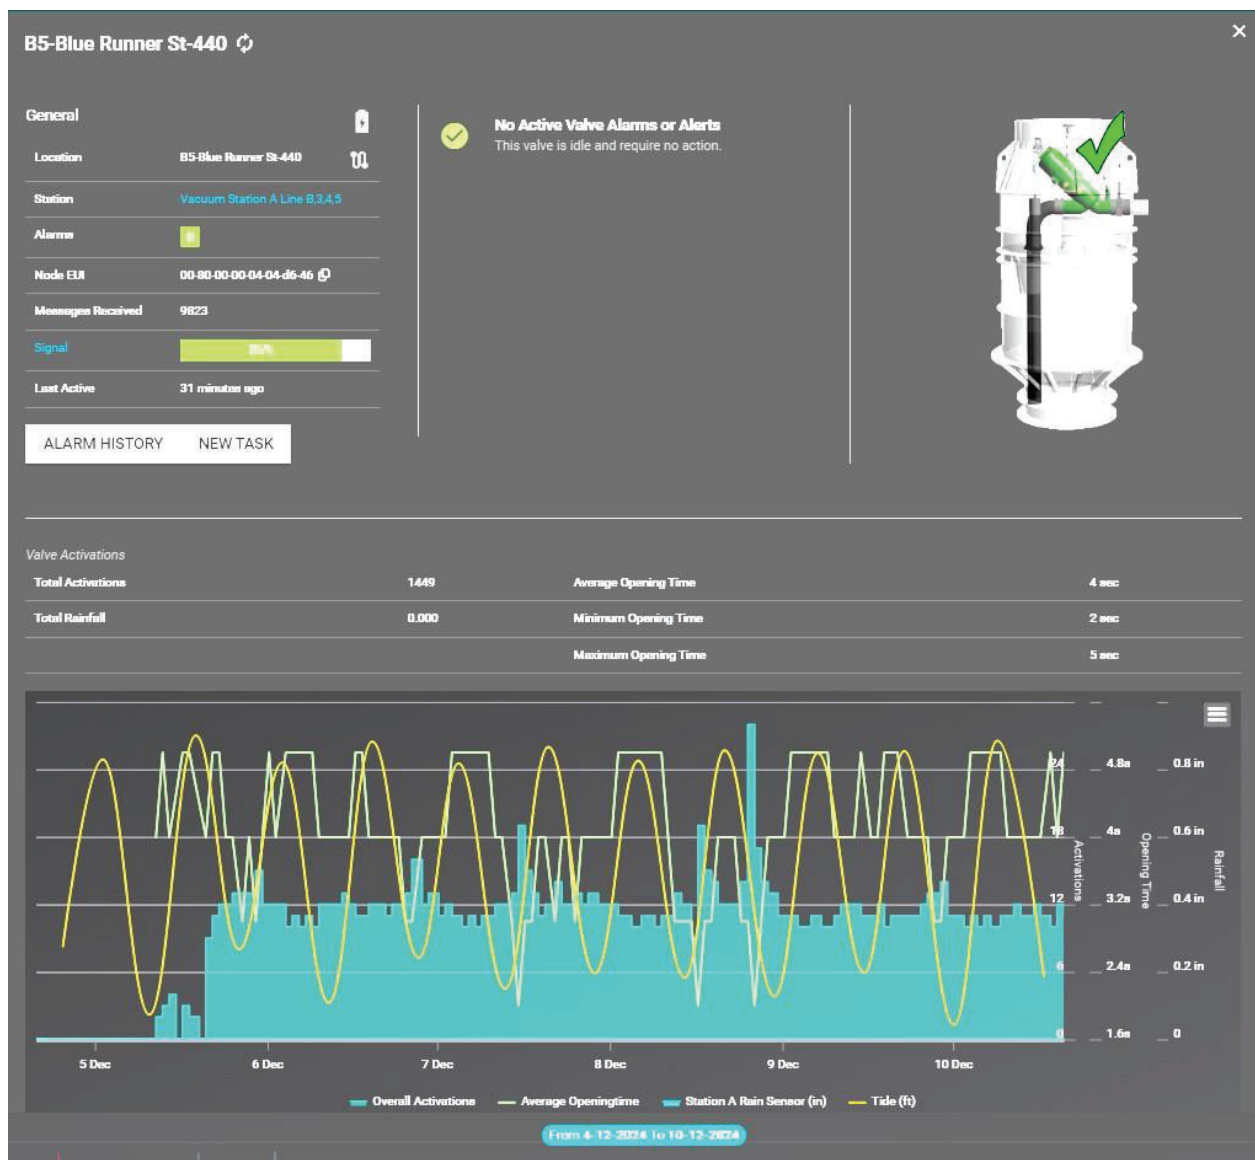 B5-Blue Runner St-440
General
Location B5-Blue Runner St-440
Station Vacuum Station A Line B,3,4,5
Alarms
Node EUI 00-80-00-00-04-04-d6-46
Messages Received 9823
Signal
Last Active 31 minutes ago
ALARM HISTORY NEW TASK
No Active Valve Alarms or Alerts
This valve is idle and require no action.
Valve Activations
Total Activations 1449 Average Opening Time 4 sec
Total Rainfall 0.000 Minimum Opening Time 2 sec
Maximum Opening Time 5 sec
24 4.8s 0.8 in
18 4s 0.6 in
12 3.2s 0.4 in
6 2.4s 0.2 in
0 1.6s 0
Activations
Opening Time
Rainfall
5 Dec 6 Dec 7 Dec 8 Dec 9 Dec 10 Dec
Overall Activations Average Openingtime Station A Rain Sensor (in) Tide (ft)
From 4-12-2024 To 10-12-2024